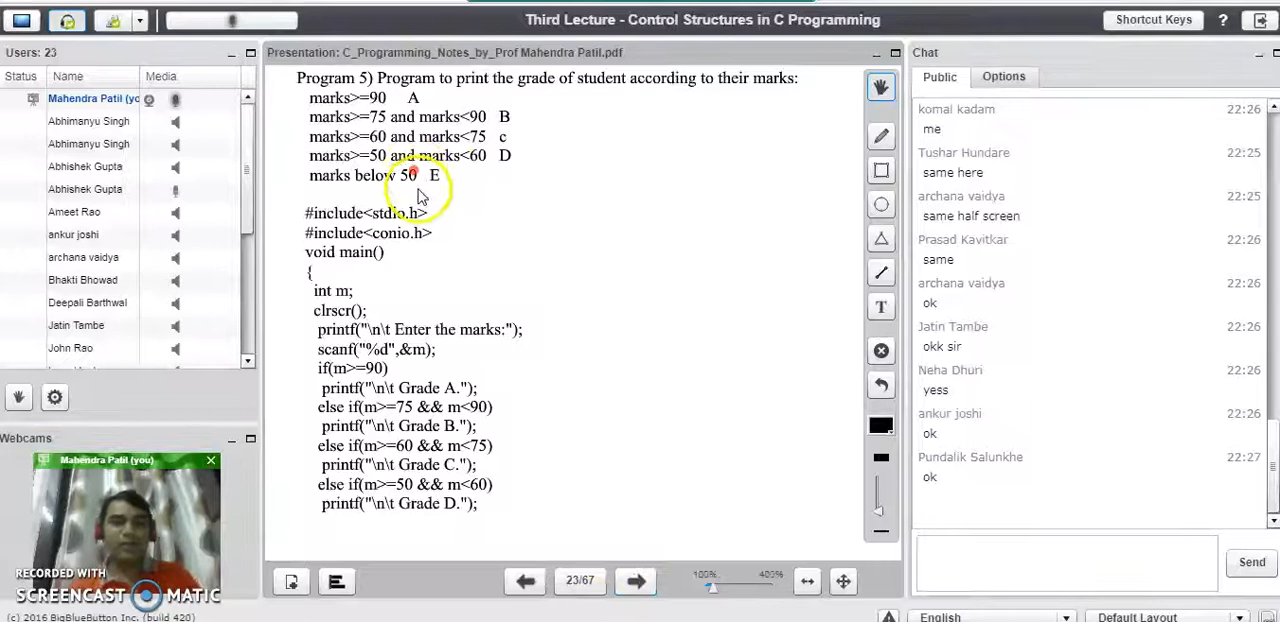 Third Lecture - Control Structures in C Programming
Shortcut Keys
?
Users: 23
Status Name Media
Mahendra Patil (yo
Abhimanyu Singh
Abhimanyu Singh
Abhishek Gupta
Abhishek Gupta
Ameet Rao
ankur joshi
archana vaidya
Bhakti Bhowad
Deepali Barthwal
Jatin Tambe
John Rao
Webcams
Mahendra Patil (you)
RECORDED WITH
SCREENCAST MATIC
(c) 2016 BigBlueButton Inc. (build 420)
Presentation: C_Programming_Notes_by_Prof Mahendra Patil.pdf
Program 5) Program to print the grade of student according to their marks:
marks>=90 A
marks>=75 and marks<90 B
marks>=60 and marks<75 c
marks>=50 and marks<60 D
marks below 50 E
#include<stdio.h>
#include<conio.h>
void main()
{
int m;
clrscr();
printf("\n\t Enter the marks:");
scanf("%d",&m);
if(m>=90)
printf("\n\t Grade A.");
else if(m>=75 && m<90)
printf("\n\t Grade B.");
else if(m>=60 && m<75)
printf("\n\t Grade C.");
else if(m>=50 && m<60)
printf("\n\t Grade D.");
T
23/67
100% 400%
Chat
Public Options
komal kadam 22:26
me
Tushar Hundare 22:25
same here
archana vaidya 22:25
same half screen
Prasad Kavitkar 22:26
same
archana vaidya 22:26
ok
Jatin Tambe 22:26
okk sir
Neha Dhuri 22:26
yess
ankur joshi 22:26
ok
Pundalik Salunkhe 22:27
ok
Send
English
Default Layout